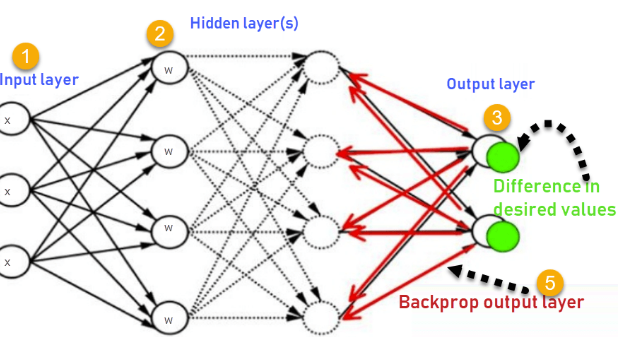 Hidden layer(s)
2
1
Input layer
Output layer
3
x
x
x
w
w
w
w
Difference in
desired values
5
Backprop output layer